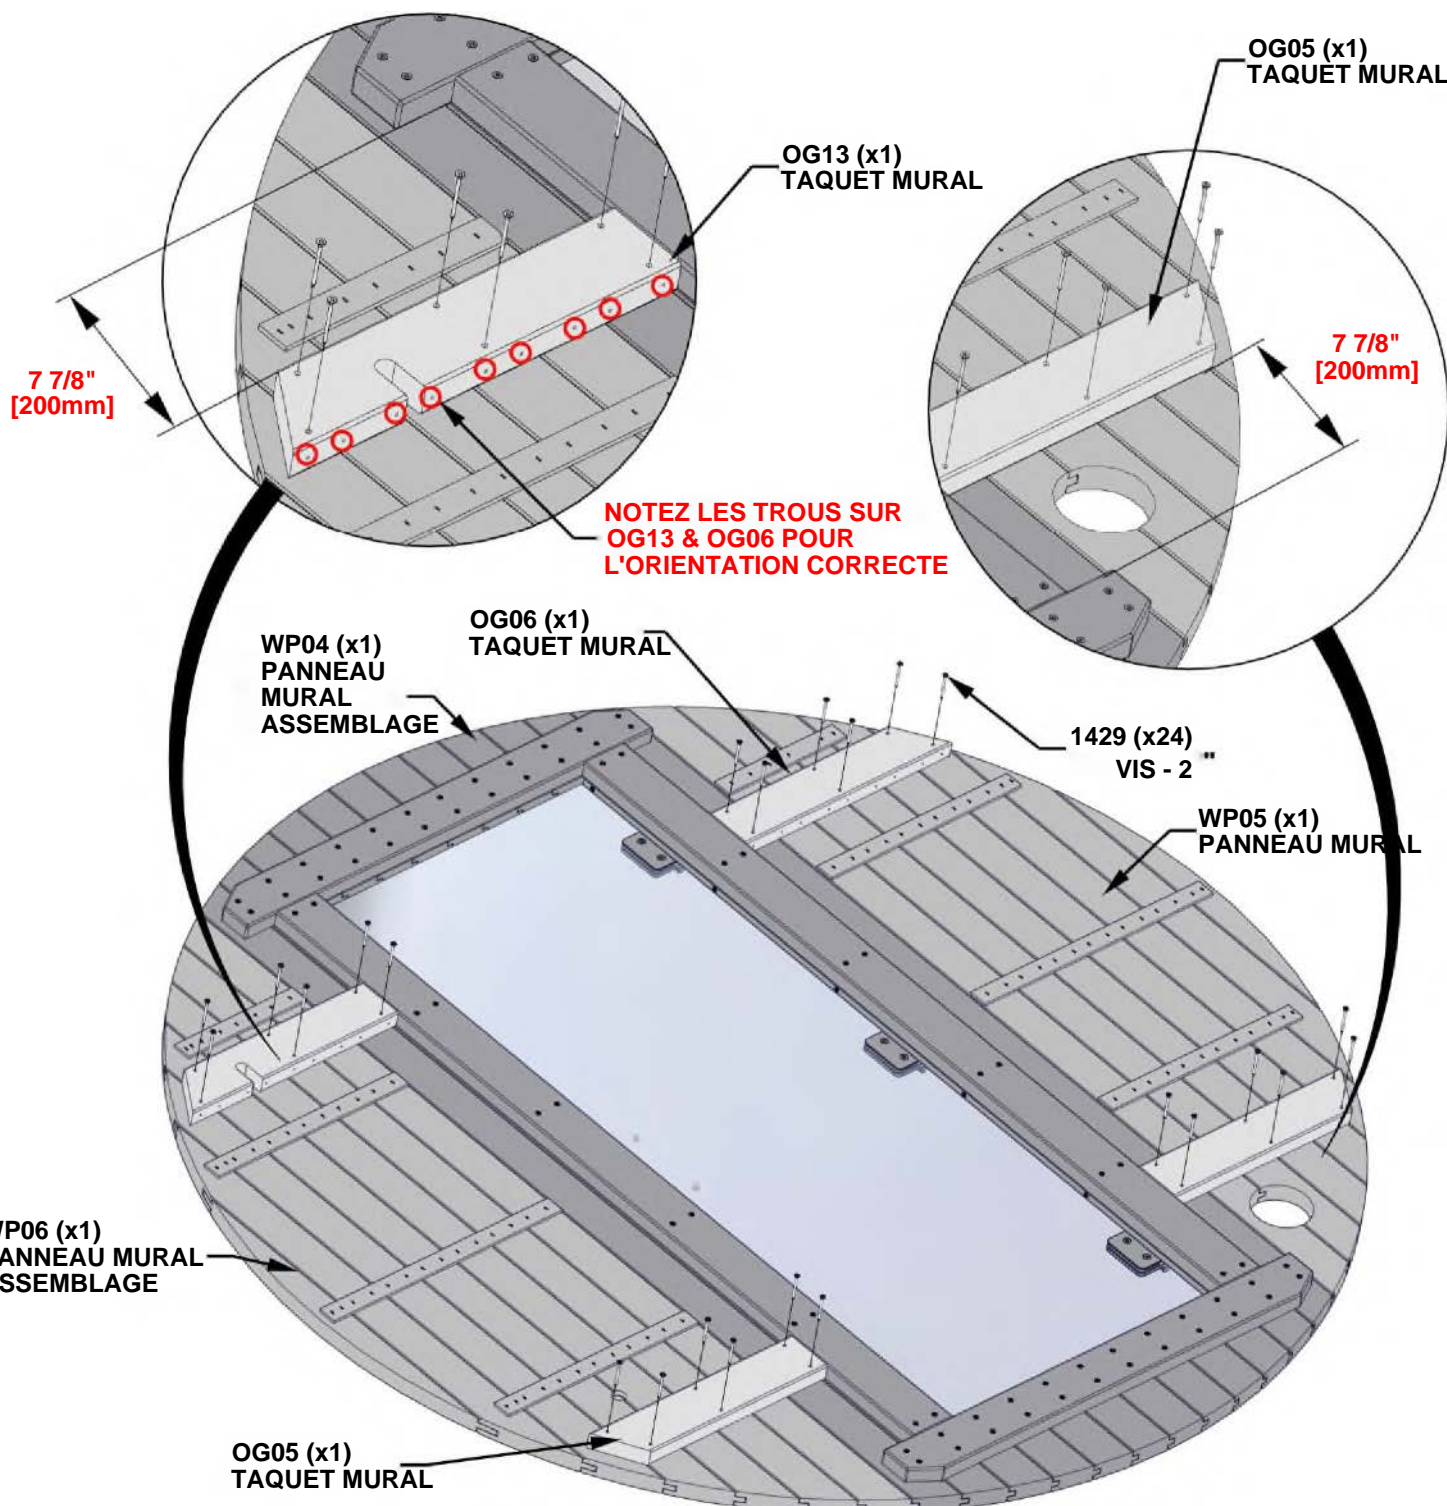 OG05 (x1)
TAQUET MURAL
OG13 (x1)
TAQUET MURAL
7 7/8"
[200mm]
7 7/8"
[200mm]
NOTEZ LES TROUS SUR
OG13 & OG06 POUR
L'ORIENTATION CORRECTE
OG06 (x1)
TAQUET MURAL
WP04 (x1)
PANNEAU
MURAL
ASSEMBLAGE
1429 (x24)
VIS - 2 "
WP05 (x1)
PANNEAU MURAL
P06 (x1)
ANNEAU MURAL
SSEMBLAGE
OG05 (x1)
TAQUET MURAL